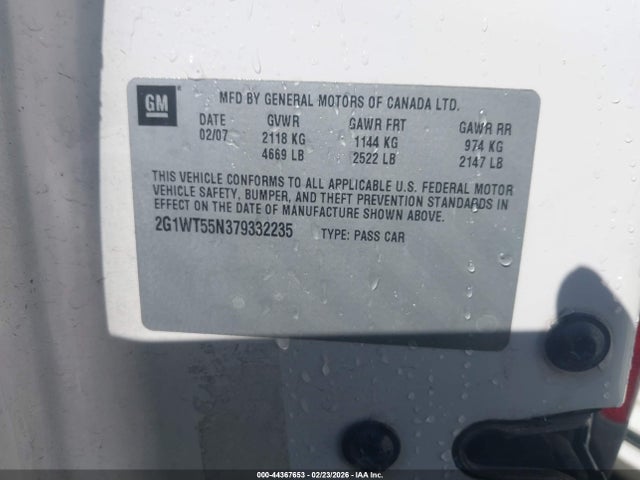 GM
MFD BY GENERAL MOTORS OF CANADA LTD.
DATE GVWR GAWR FRT GAWR RR
02/07 2118 KG 1144 KG 974 KG
4669 LB 2522 LB 2147 LB
THIS VEHICLE CONFORMS TO ALL APPLICABLE U.S. FEDERAL MOTOR
VEHICLE SAFETY, BUMPER, AND THEFT PREVENTION STANDARDS IN
EFFECT ON THE DATE OF MANUFACTURE SHOWN ABOVE.
2G1WT55N379332235 TYPE: PASS CAR
000-44367653 | 02/23/2026 - COPART, INC.